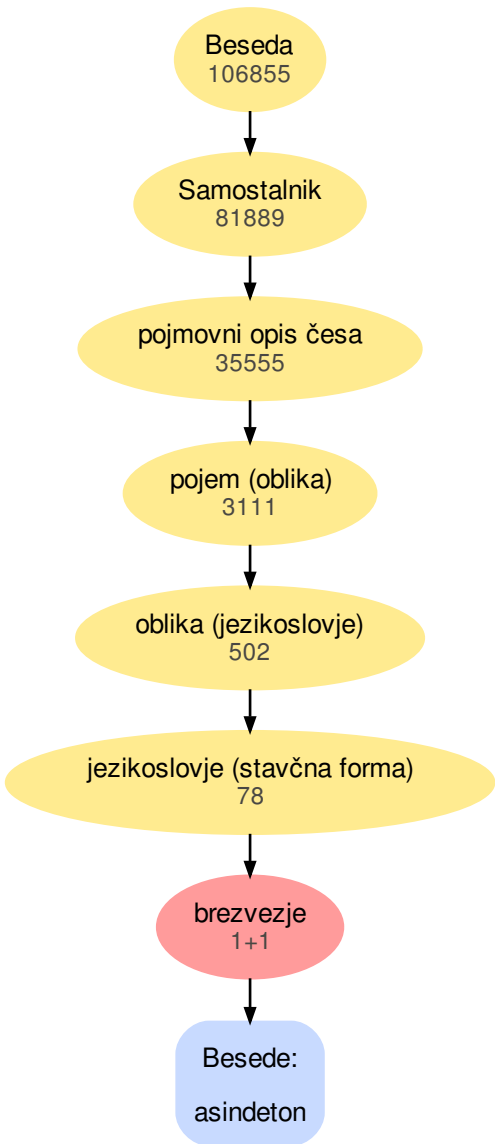 Beseda
106855
Samostalnik
81889
pojmovni opis česa
35555
pojem (oblika)
3111
oblika (jezikoslovje)
502
jezikoslovje (stavčna forma)
78
brezvezje
1+1
Besede:
asindeton